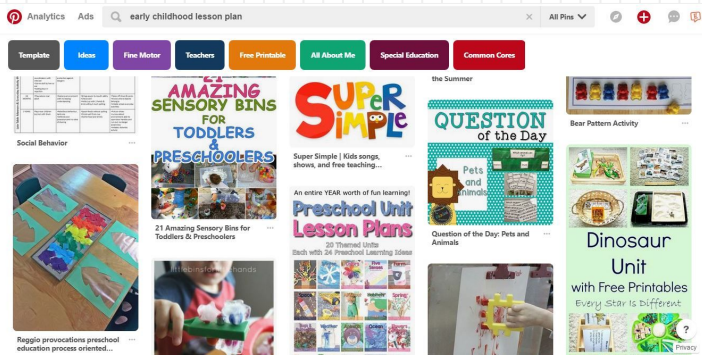 Analytics
Ads
early childhood lesson plan
All Pins
Template
Ideas
Fine Motor
Teachers
Free Printable
All About Me
Special Education
Common Cores
Social Behavior
Reggio provocations preschool
education process oriented...
21
AMAZING
SENSORY BINS
FOR
TODDLERS
&
PRESCHOOLERS
21 Amazing Sensory Bins for
Toddlers & Preschoolers
SUPER
SiMPLE
Super Simple | Kids songs,
shows, and free teaching...
An entire YEAR worth of fun learning!
Preschool Unit
Lesson Plans
20 Themed Units
Each with 24 Preschool Learning Ideas
Space
Spring
Ocean
the Summer
QUESTION
of the Day
Pets
and
Animals
Question of the Day: Pets and
Animals
Bear Pattern Activity
Dinosaur
Unit
with Free Printables
Every Star Is Different
?
Privacy